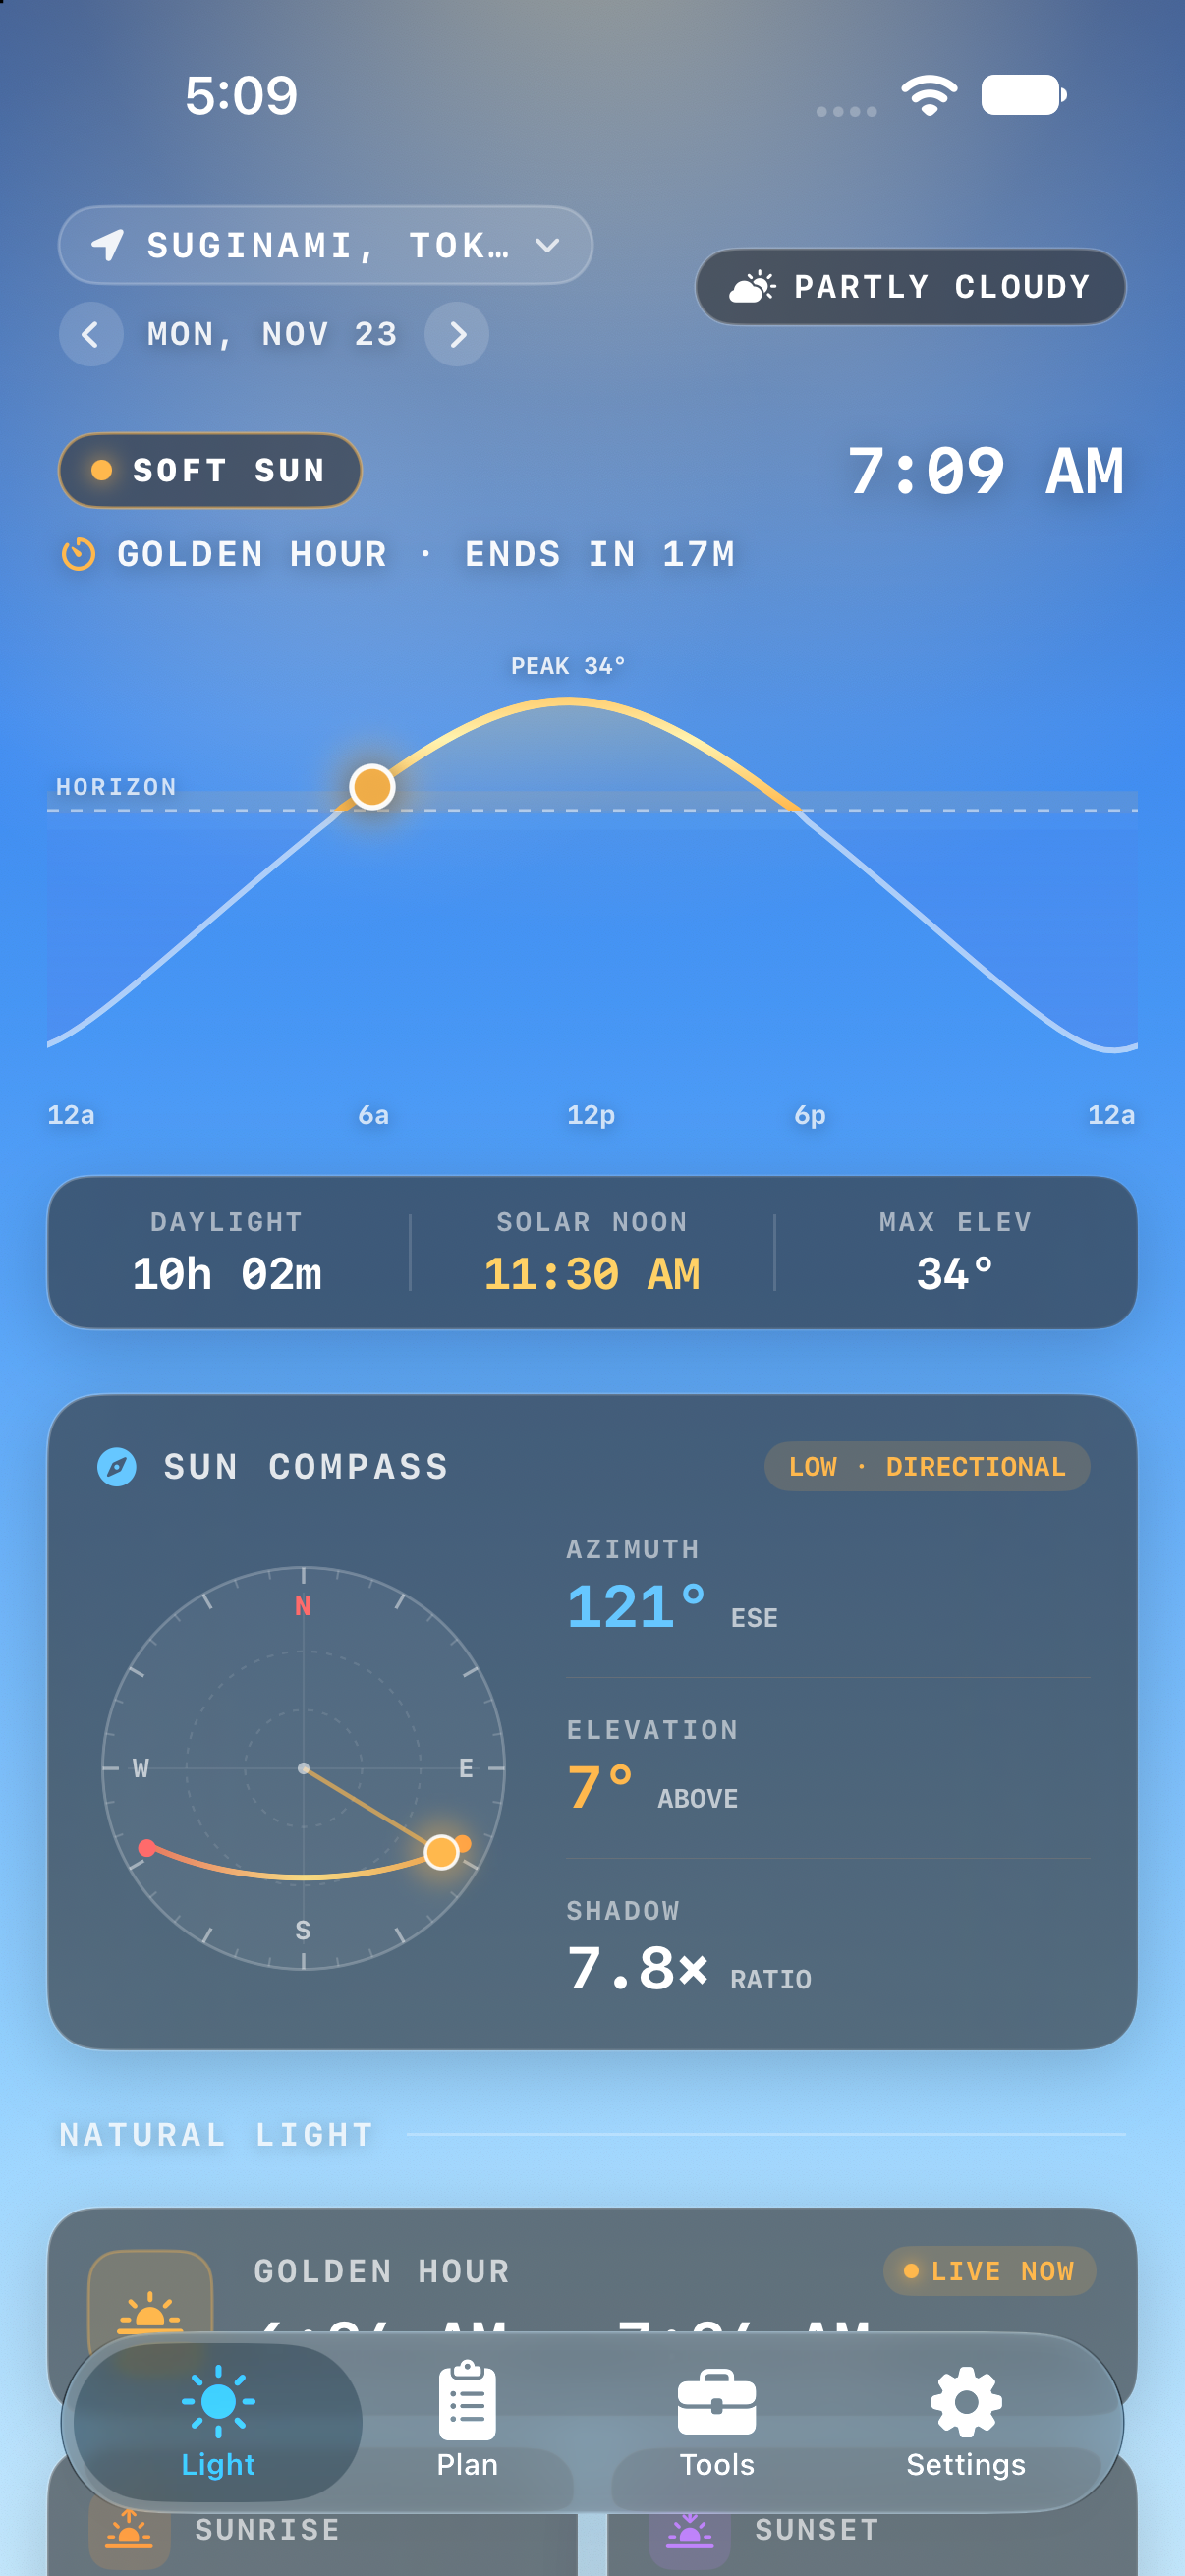 5:09
SUGINAMI, TOK…
PARTLY CLOUDY
MON, NOV 23
SOFT SUN
7:09 AM
GOLDEN HOUR · ENDS IN 17M
PEAK 34°
HORIZON
12a 6a 12p 6p 12a
DAYLIGHT SOLAR NOON MAX ELEV
10h 02m 11:30 AM 34°
SUN COMPASS
LOW · DIRECTIONAL
N
W
E
S
AZIMUTH
121° ESE
ELEVATION
7° ABOVE
SHADOW
7.8× RATIO
NATURAL LIGHT
GOLDEN HOUR
LIVE NOW
Light Plan Tools Settings
SUNRISE SUNSET